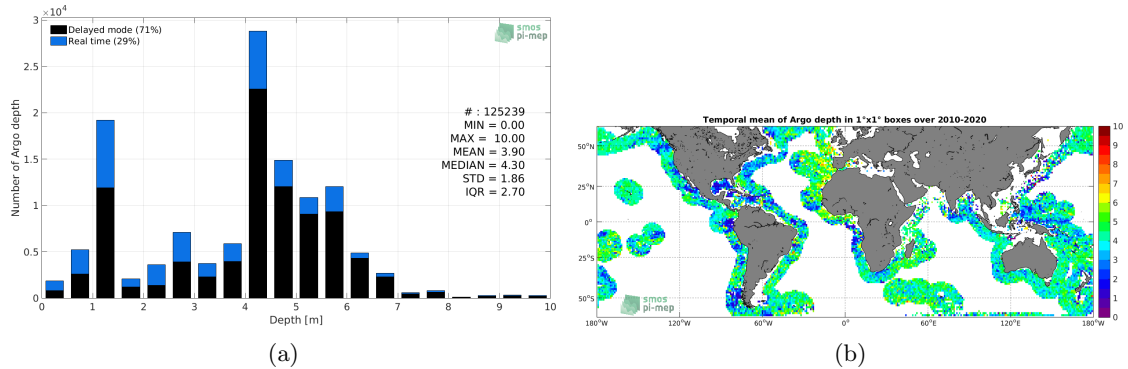 ×10⁴
3
2.5
2
1.5
1
0.5
0
Number of Argo depth
Delayed mode (71%)
Real time (29%)
smos
pi-mep
# : 125239
MIN = 0.00
MAX = 10.00
MEAN = 3.90
MEDIAN = 4.30
STD = 1.86
IQR = 2.70
0 1 2 3 4 5 6 7 8 9 10
Depth [m]
(a)
Temporal mean of Argo depth in 1°x1° boxes over 2010-2020
50°N
25°N
0°
25°S
50°S
smos
pi-mep
180°W 120°W 60°W 0° 60°E 120°E 180°W
10
9
8
7
6
5
4
3
2
1
0
(b)